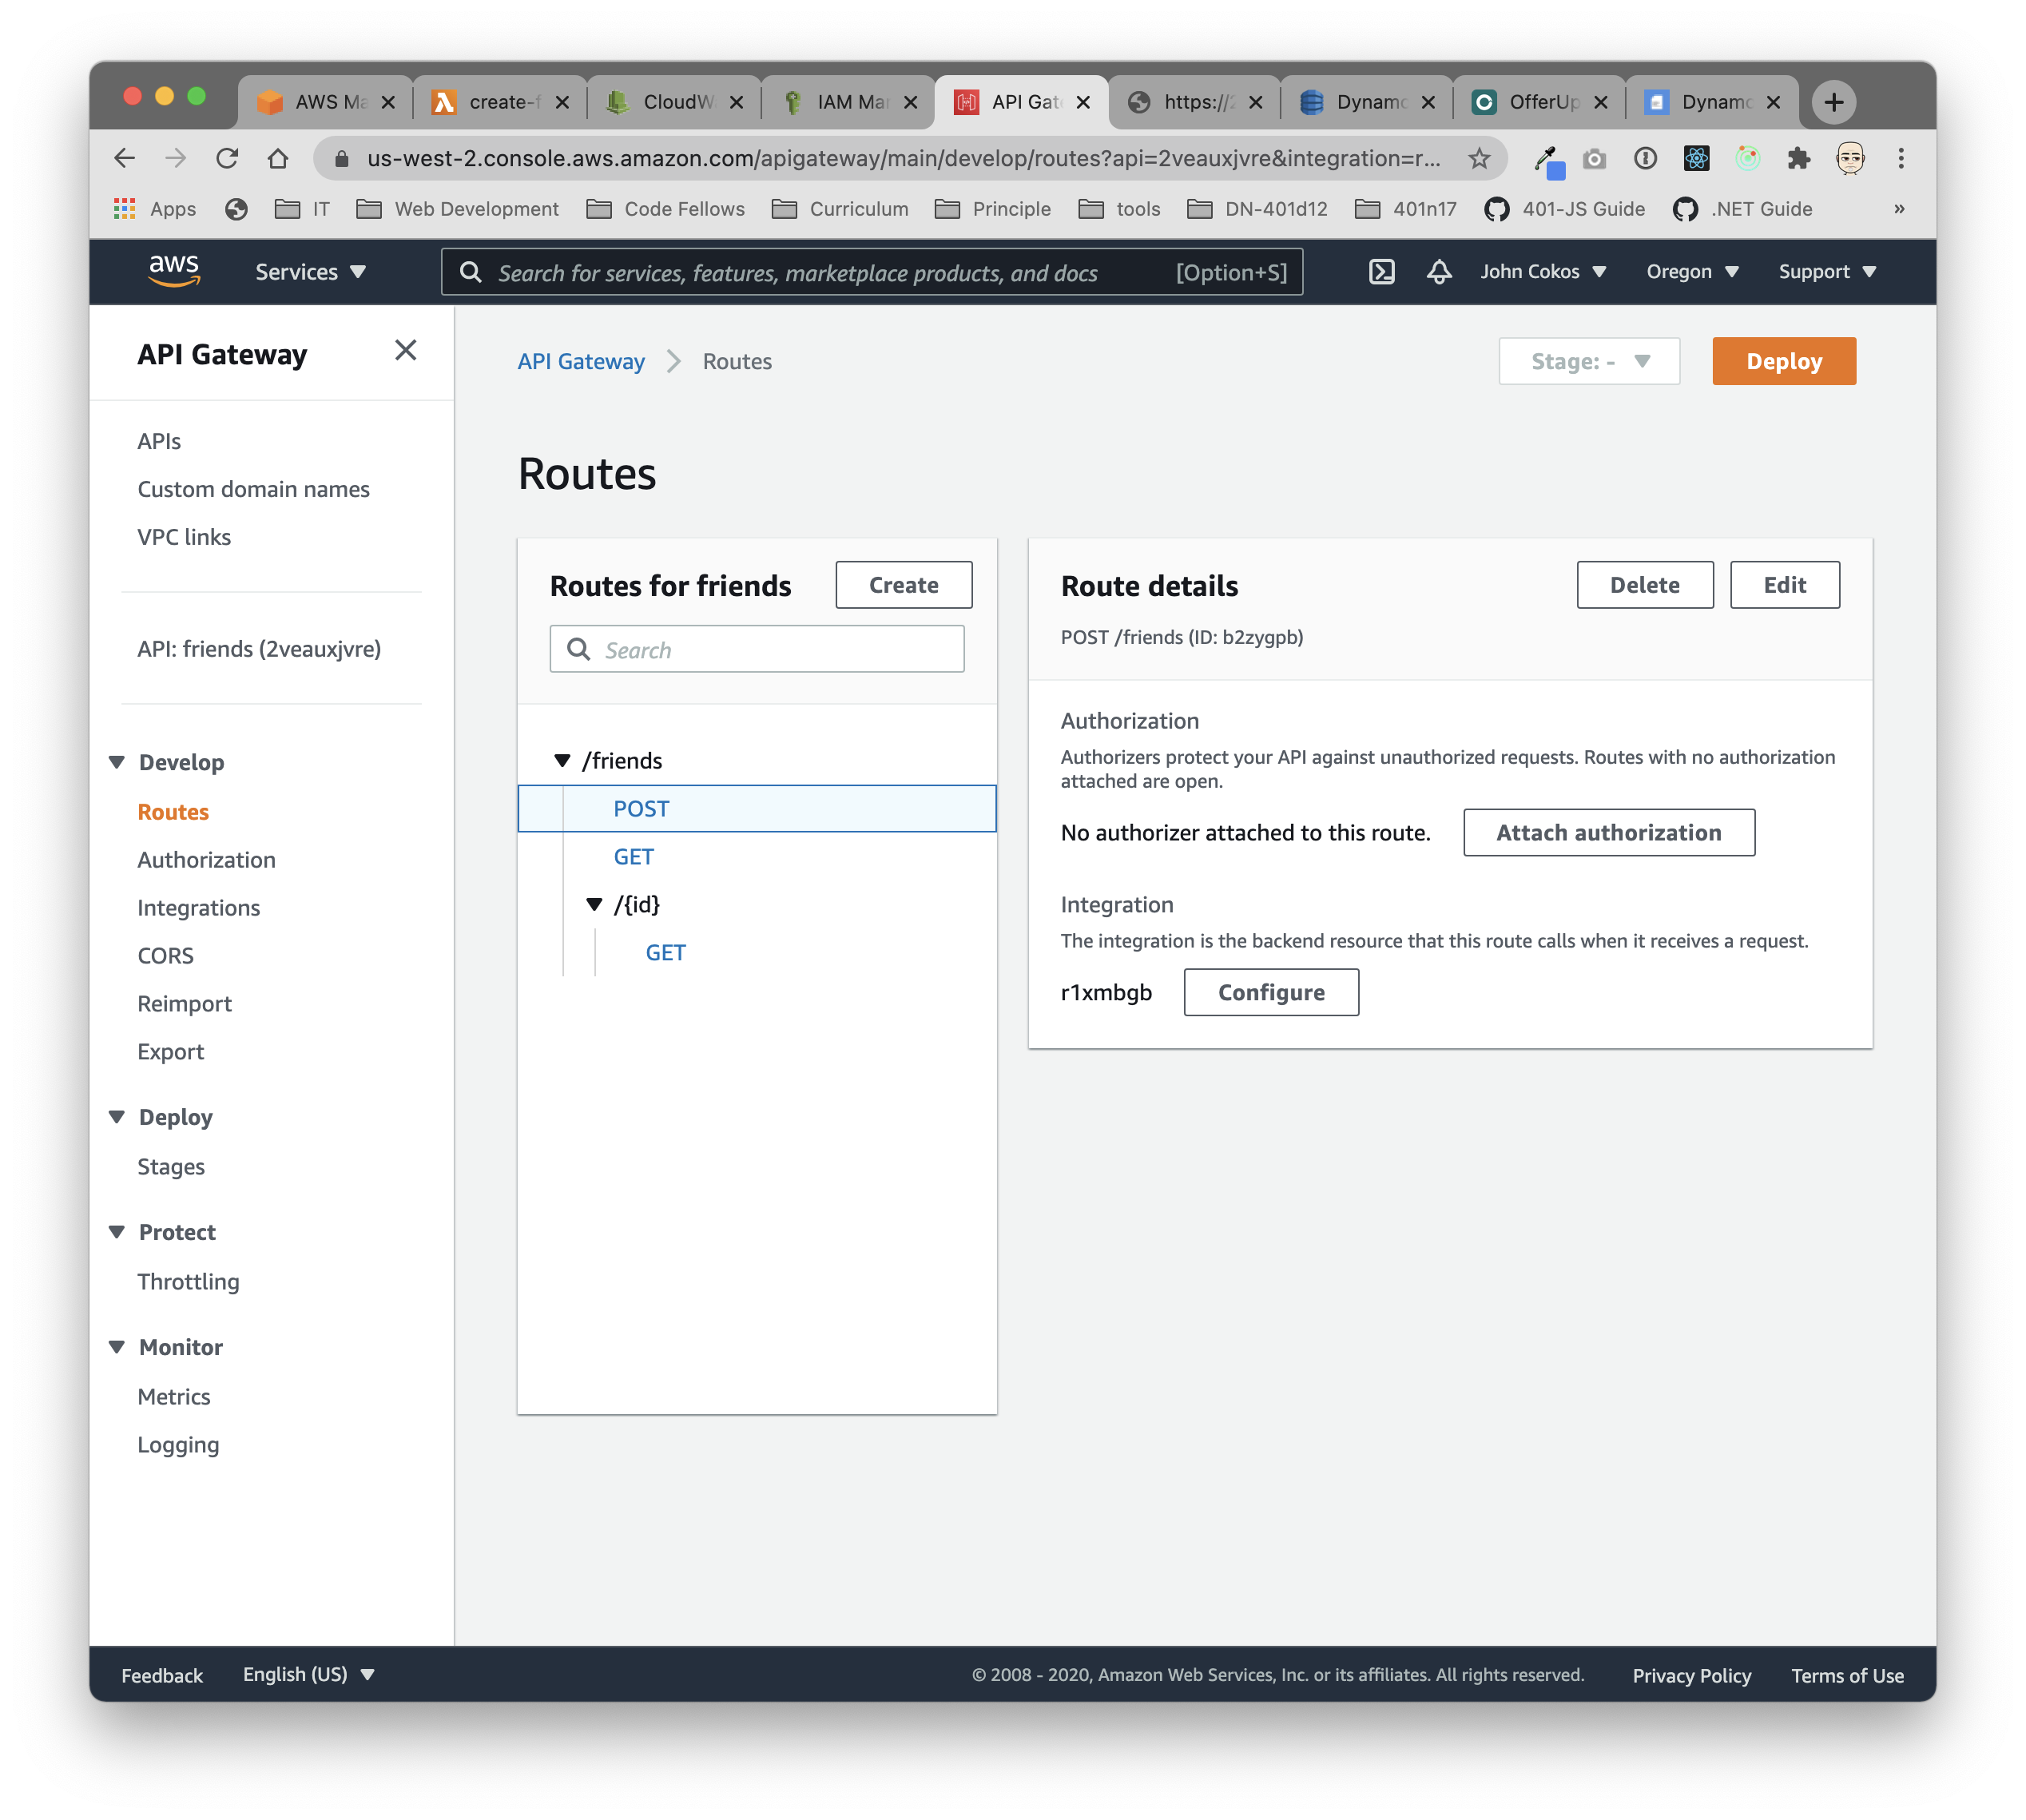 AWS Ma
create-f
CloudW
IAM Mar
API Gate
https://2
Dynamo
OfferUp
Dynamo
us-west-2.console.aws.amazon.com/apigateway/main/develop/routes?api=2veauxjvre&integration=r...
Apps
IT
Web Development
Code Fellows
Curriculum
Principle
tools
DN-401d12
401n17
401-JS Guide
.NET Guide
»
aws
Services
Search for services, features, marketplace products, and docs
[Option+S]
John Cokos
Oregon
Support
API Gateway
APIs
Custom domain names
VPC links
API: friends (2veauxjvre)
Develop
Routes
Authorization
Integrations
CORS
Reimport
Export
Deploy
Stages
Protect
Throttling
Monitor
Metrics
Logging
API Gateway
Routes
Stage: -
Deploy
Routes
Routes for friends
Create
Search
/friends
POST
GET
/{id}
GET
Route details
Delete
Edit
POST /friends (ID: b2zygpb)
Authorization
Authorizers protect your API against unauthorized requests. Routes with no authorization
attached are open.
No authorizer attached to this route.
Attach authorization
Integration
The integration is the backend resource that this route calls when it receives a request.
r1xmbgb
Configure
Feedback
English (US)
© 2008 - 2020, Amazon Web Services, Inc. or its affiliates. All rights reserved.
Privacy Policy
Terms of Use